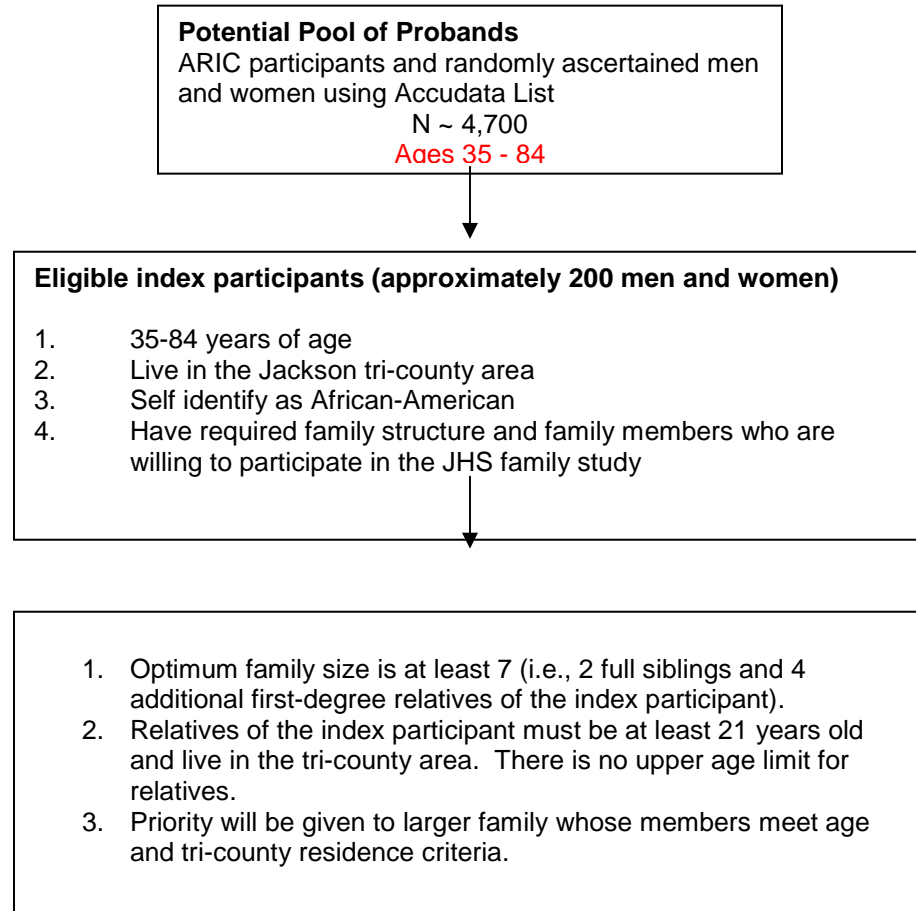 Potential Pool of Probands
ARIC participants and randomly ascertained men
and women using Accudata List
N ~ 4,700
Ages 35 - 84
Eligible index participants (approximately 200 men and women)
1. 35-84 years of age
2. Live in the Jackson tri-county area
3. Self identify as African-American
4. Have required family structure and family members who are
willing to participate in the JHS family study
1. Optimum family size is at least 7 (i.e., 2 full siblings and 4
additional first-degree relatives of the index participant).
2. Relatives of the index participant must be at least 21 years old
and live in the tri-county area.  There is no upper age limit for
relatives.
3. Priority will be given to larger family whose members meet age
and tri-county residence criteria.